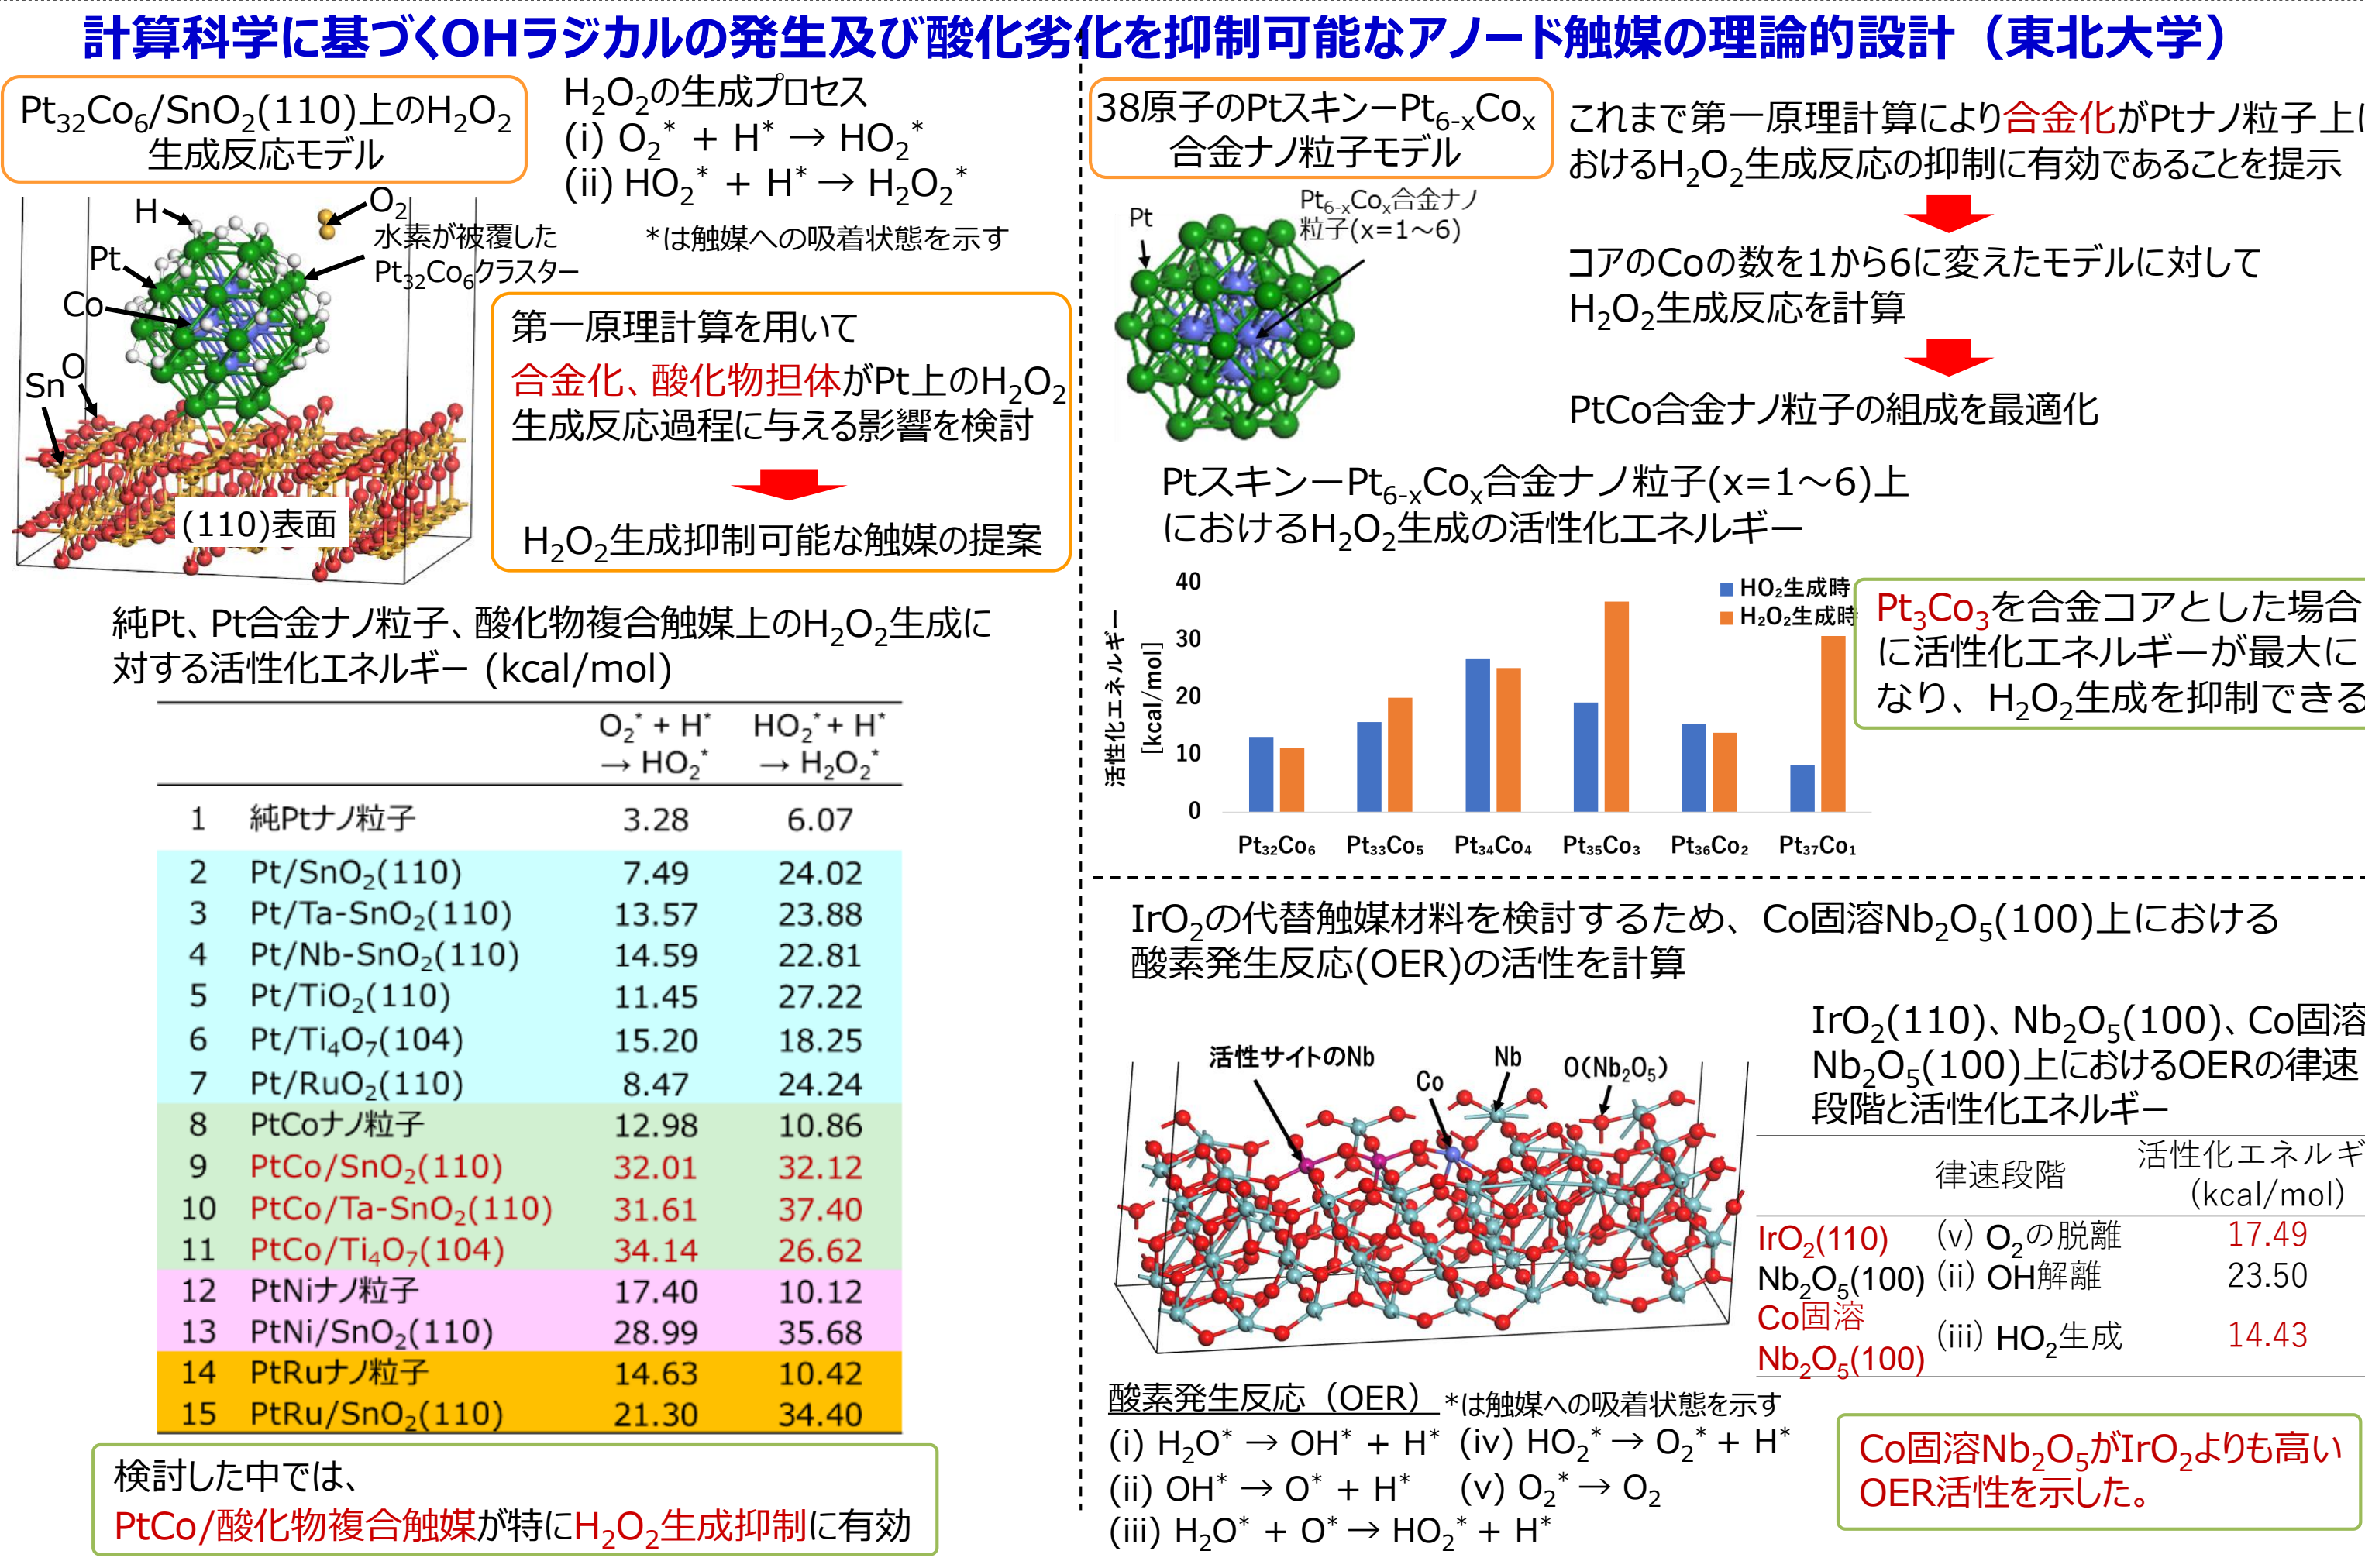 計算科学に基づくOHラジカルの発生及び酸化劣化を抑制可能なアノード触媒の理論的設計（東北大学）
Pt32Co6/SnO2(110)上のH2O2
生成反応モデル
H2O2の生成プロセス
(i) O2* + H* → HO2*
(ii) HO2* + H* → H2O2*
*は触媒への吸着状態を示す
H
O2
水素が被覆した
Pt32Co6クラスター
Pt
Co
O
Sn
(110)表面
第一原理計算を用いて
合金化、酸化物担体がPt上のH2O2
生成反応過程に与える影響を検討
H2O2生成抑制可能な触媒の提案
純Pt、Pt合金ナノ粒子、酸化物複合触媒上のH2O2生成に
対する活性化エネルギー (kcal/mol)
O2* + H* HO2* + H*
→ HO2* → H2O2*
1 純Ptナノ粒子 3.28 6.07
2 Pt/SnO2(110) 7.49 24.02
3 Pt/Ta-SnO2(110) 13.57 23.88
4 Pt/Nb-SnO2(110) 14.59 22.81
5 Pt/TiO2(110) 11.45 27.22
6 Pt/Ti4O7(104) 15.20 18.25
7 Pt/RuO2(110) 8.47 24.24
8 PtCoナノ粒子 12.98 10.86
9 PtCo/SnO2(110) 32.01 32.12
10 PtCo/Ta-SnO2(110) 31.61 37.40
11 PtCo/Ti4O7(104) 34.14 26.62
12 PtNiナノ粒子 17.40 10.12
13 PtNi/SnO2(110) 28.99 35.68
14 PtRuナノ粒子 14.63 10.42
15 PtRu/SnO2(110) 21.30 34.40
検討した中では、
PtCo/酸化物複合触媒が特にH2O2生成抑制に有効
38原子のPtスキンーPt6-xCox
合金ナノ粒子モデル
Pt
Pt6-xCox合金ナノ
粒子(x=1～6)
これまで第一原理計算により合金化がPtナノ粒子上に
おけるH2O2生成反応の抑制に有効であることを提示
コアのCoの数を1から6に変えたモデルに対して
H2O2生成反応を計算
PtCo合金ナノ粒子の組成を最適化
PtスキンーPt6-xCox合金ナノ粒子(x=1～6)上
におけるH2O2生成の活性化エネルギー
活性化エネルギー
[kcal/mol]
40
30
20
10
0
HO2生成時
H2O2生成時
Pt32Co6 Pt33Co5 Pt34Co4 Pt35Co3 Pt36Co2 Pt37Co1
Pt3Co3を合金コアとした場合
に活性化エネルギーが最大に
なり、H2O2生成を抑制できる
IrO2の代替触媒材料を検討するため、Co固溶Nb2O5(100)上における
酸素発生反応(OER)の活性を計算
活性サイトのNb
Co
Nb
O(Nb2O5)
IrO2(110)、Nb2O5(100)、Co固溶
Nb2O5(100)上におけるOERの律速
段階と活性化エネルギー
律速段階
活性化エネルギ
(kcal/mol)
IrO2(110) (v) O2の脱離 17.49
Nb2O5(100) (ii) OH解離 23.50
Co固溶
Nb2O5(100) (iii) HO2生成 14.43
酸素発生反応（OER） *は触媒への吸着状態を示す
(i) H2O* → OH* + H* (iv) HO2* → O2* + H*
(ii) OH* → O* + H* (v) O2* → O2
(iii) H2O* + O* → HO2* + H*
Co固溶Nb2O5がIrO2よりも高い
OER活性を示した。